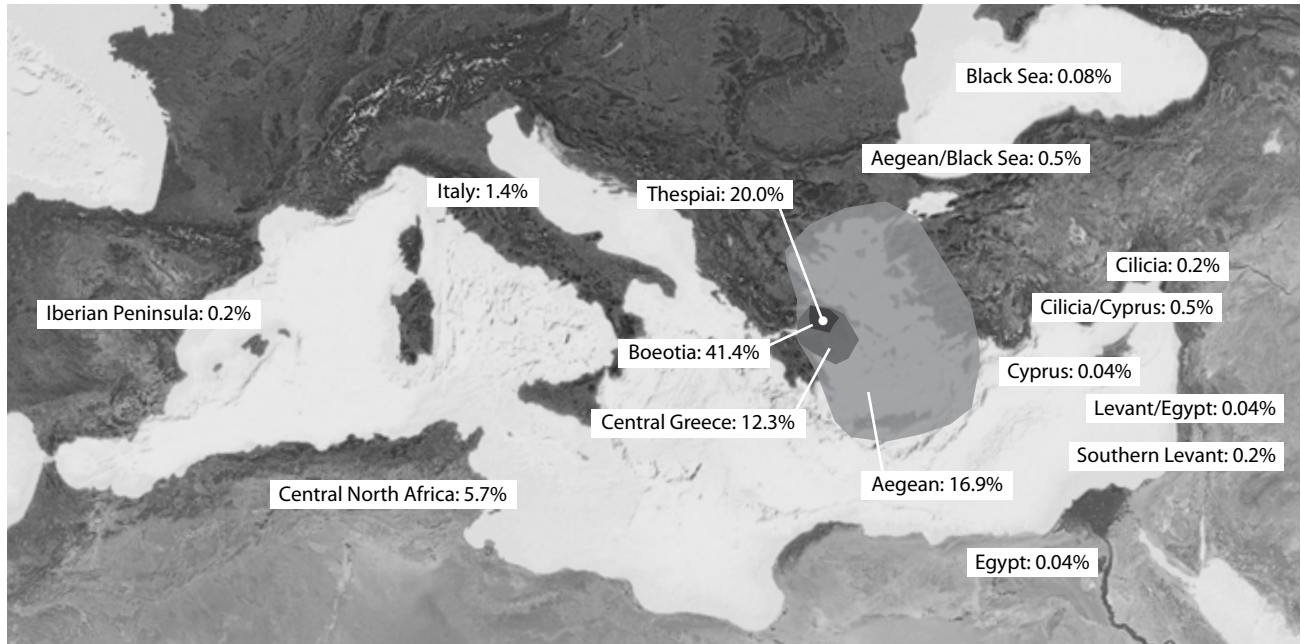 Black Sea: 0.08%
Aegean/Black Sea: 0.5%
Italy: 1.4%
Thespiai: 20.0%
Cilicia: 0.2%
Cilicia/Cyprus: 0.5%
Iberian Peninsula: 0.2%
Boeotia: 41.4%
Cyprus: 0.04%
Levant/Egypt: 0.04%
Central Greece: 12.3%
Southern Levant: 0.2%
Aegean: 16.9%
Central North Africa: 5.7%
Egypt: 0.04%